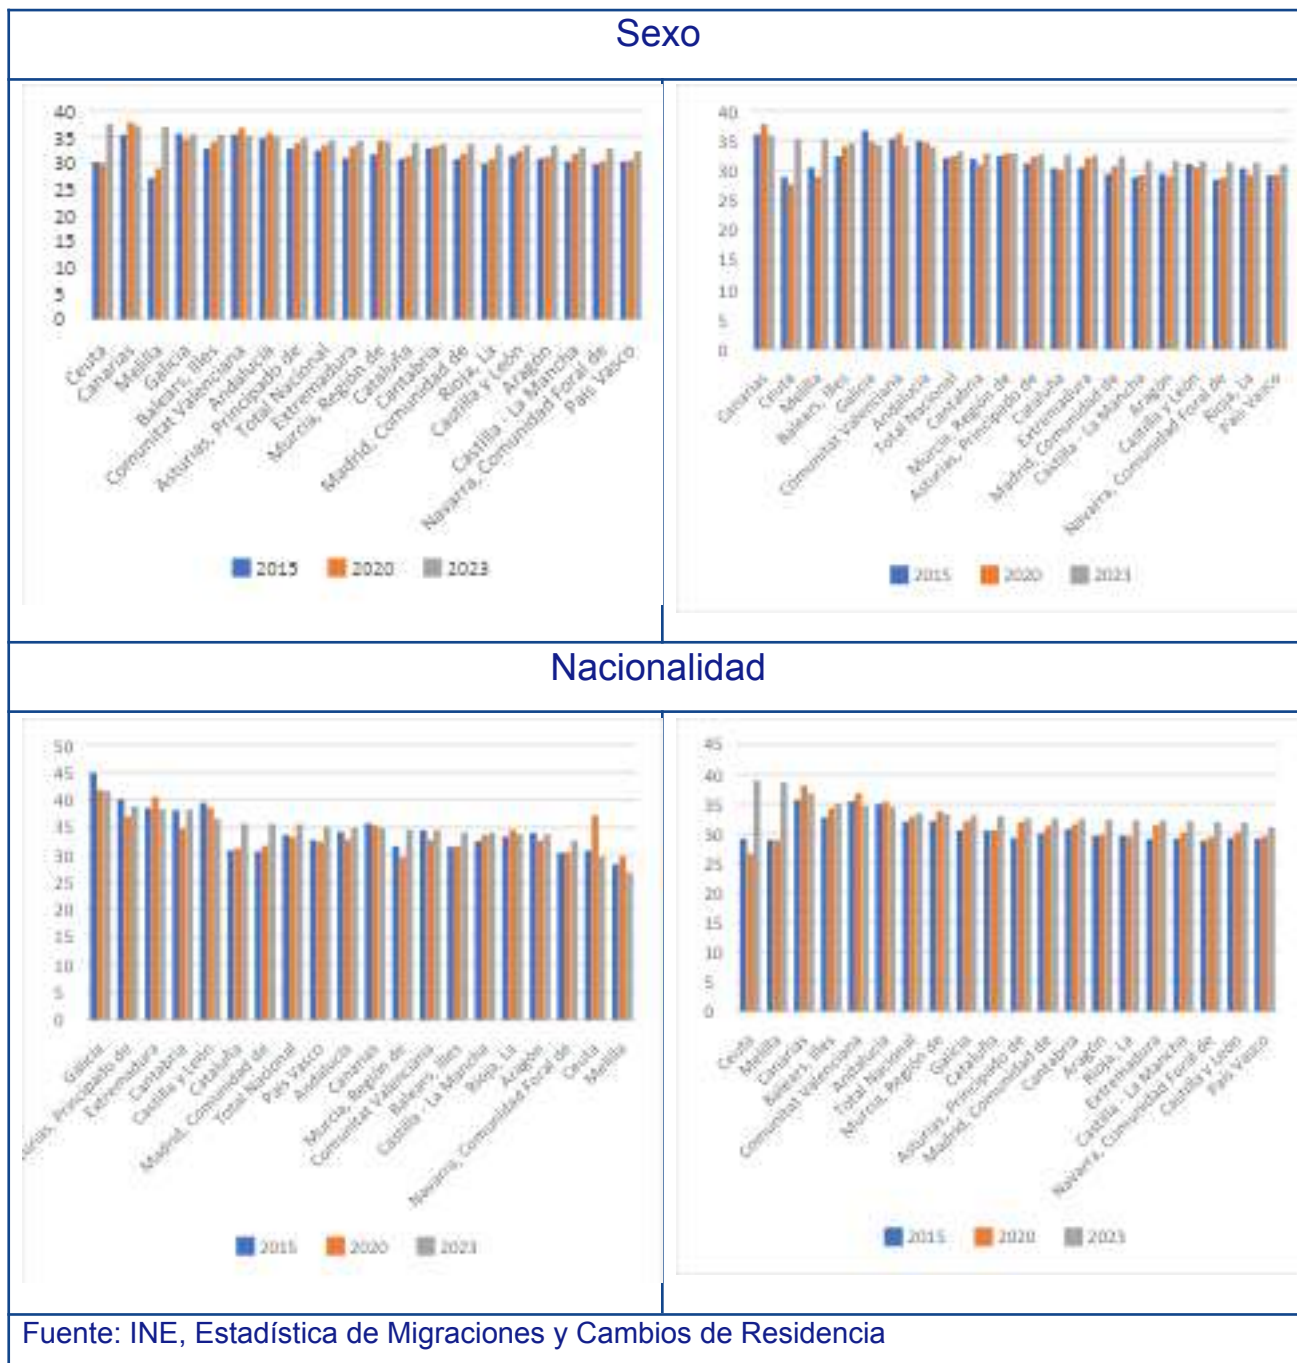 Sexo
40
35
30
25
20
15
10
5
0
Ceuta
Canarias
Melilla
Galicia
Balears, Illes
Comunitat Valenciana
Andalucía
Asturias, Principado de
Total Nacional
Extremadura
Murcia, Región de
Cataluña
Cantabria
Madrid, Comunidad de
Rioja, La
Castilla y León
Aragón
Castilla - La Mancha
Navarra, Comunidad Foral de
País Vasco
2015 2020 2023
40
35
30
25
20
15
10
5
0
Canarias
Ceuta
Melilla
Balears, Illes
Galicia
Comunitat Valenciana
Andalucía
Total Nacional
Cantabria
Murcia, Región de
Asturias, Principado de
Cataluña
Extremadura
Madrid, Comunidad de
Castilla - La Mancha
Aragón
Castilla y León
Navarra, Comunidad Foral de
Rioja, La
País Vasco
2015 2020 2023
Nacionalidad
50
45
40
35
30
25
20
15
10
5
0
Galicia
urias, Principado de
Extremadura
Cantabria
Castilla y León
Cataluña
Madrid, Comunidad de
Total Nacional
País Vasco
Andalucía
Canarias
Murcia, Región de
Comunitat Valenciana
Balears, Illes
Castilla - La Mancha
Rioja, La
Aragón
Navarra, Comunidad Foral de
Ceuta
Melilla
2015 2020 2023
45
40
35
30
25
20
15
10
5
0
Ceuta
Melilla
Canarias
Balears, Illes
Comunitat Valenciana
Andalucía
Total Nacional
Murcia, Región de
Galicia
Cataluña
Asturias, Principado de
Madrid, Comunidad de
Cantabria
Aragón
Rioja, La
Extremadura
Castilla - La Mancha
Navarra, Comunidad Foral de
Castilla y León
País Vasco
2015 2020 2023
Fuente: INE, Estadística de Migraciones y Cambios de Residencia